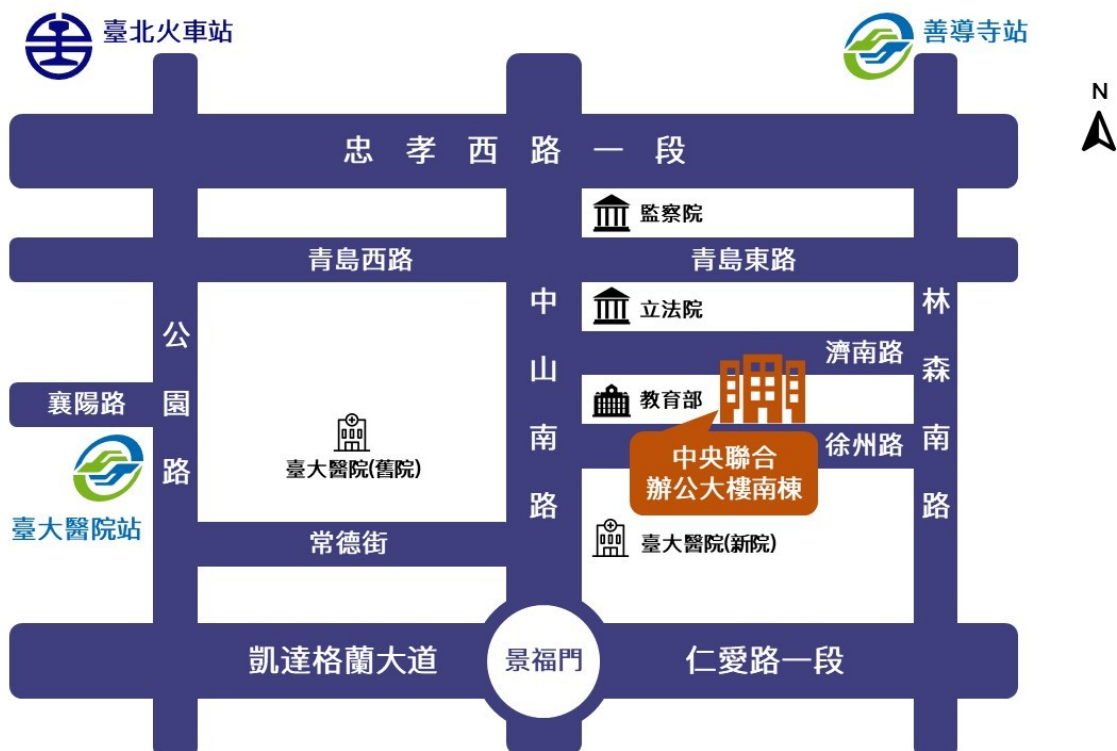 臺北火車站
善導寺站
N
忠孝西路一段
監察院
青島西路
青島東路
立法院
中山南路
林森南路
公園路
濟南路
襄陽路
教育部
徐州路
臺大醫院(舊院)
中央聯合
辦公大樓南棟
臺大醫院站
常德街
臺大醫院(新院)
凱達格蘭大道
景福門
仁愛路一段